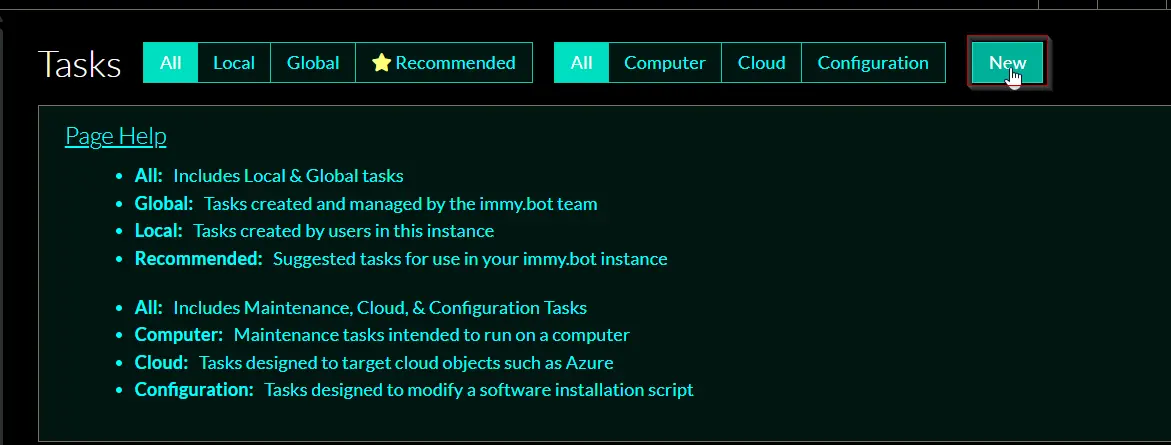 Tasks All Local Global Recommended All Computer Cloud Configuration New
Page Help
• All: Includes Local & Global tasks
• Global: Tasks created and managed by the immy.bot team
• Local: Tasks created by users in this instance
• Recommended: Suggested tasks for use in your immy.bot instance
• All: Includes Maintenance, Cloud, & Configuration Tasks
• Computer: Maintenance tasks intended to run on a computer
• Cloud: Tasks designed to target cloud objects such as Azure
• Configuration: Tasks designed to modify a software installation script